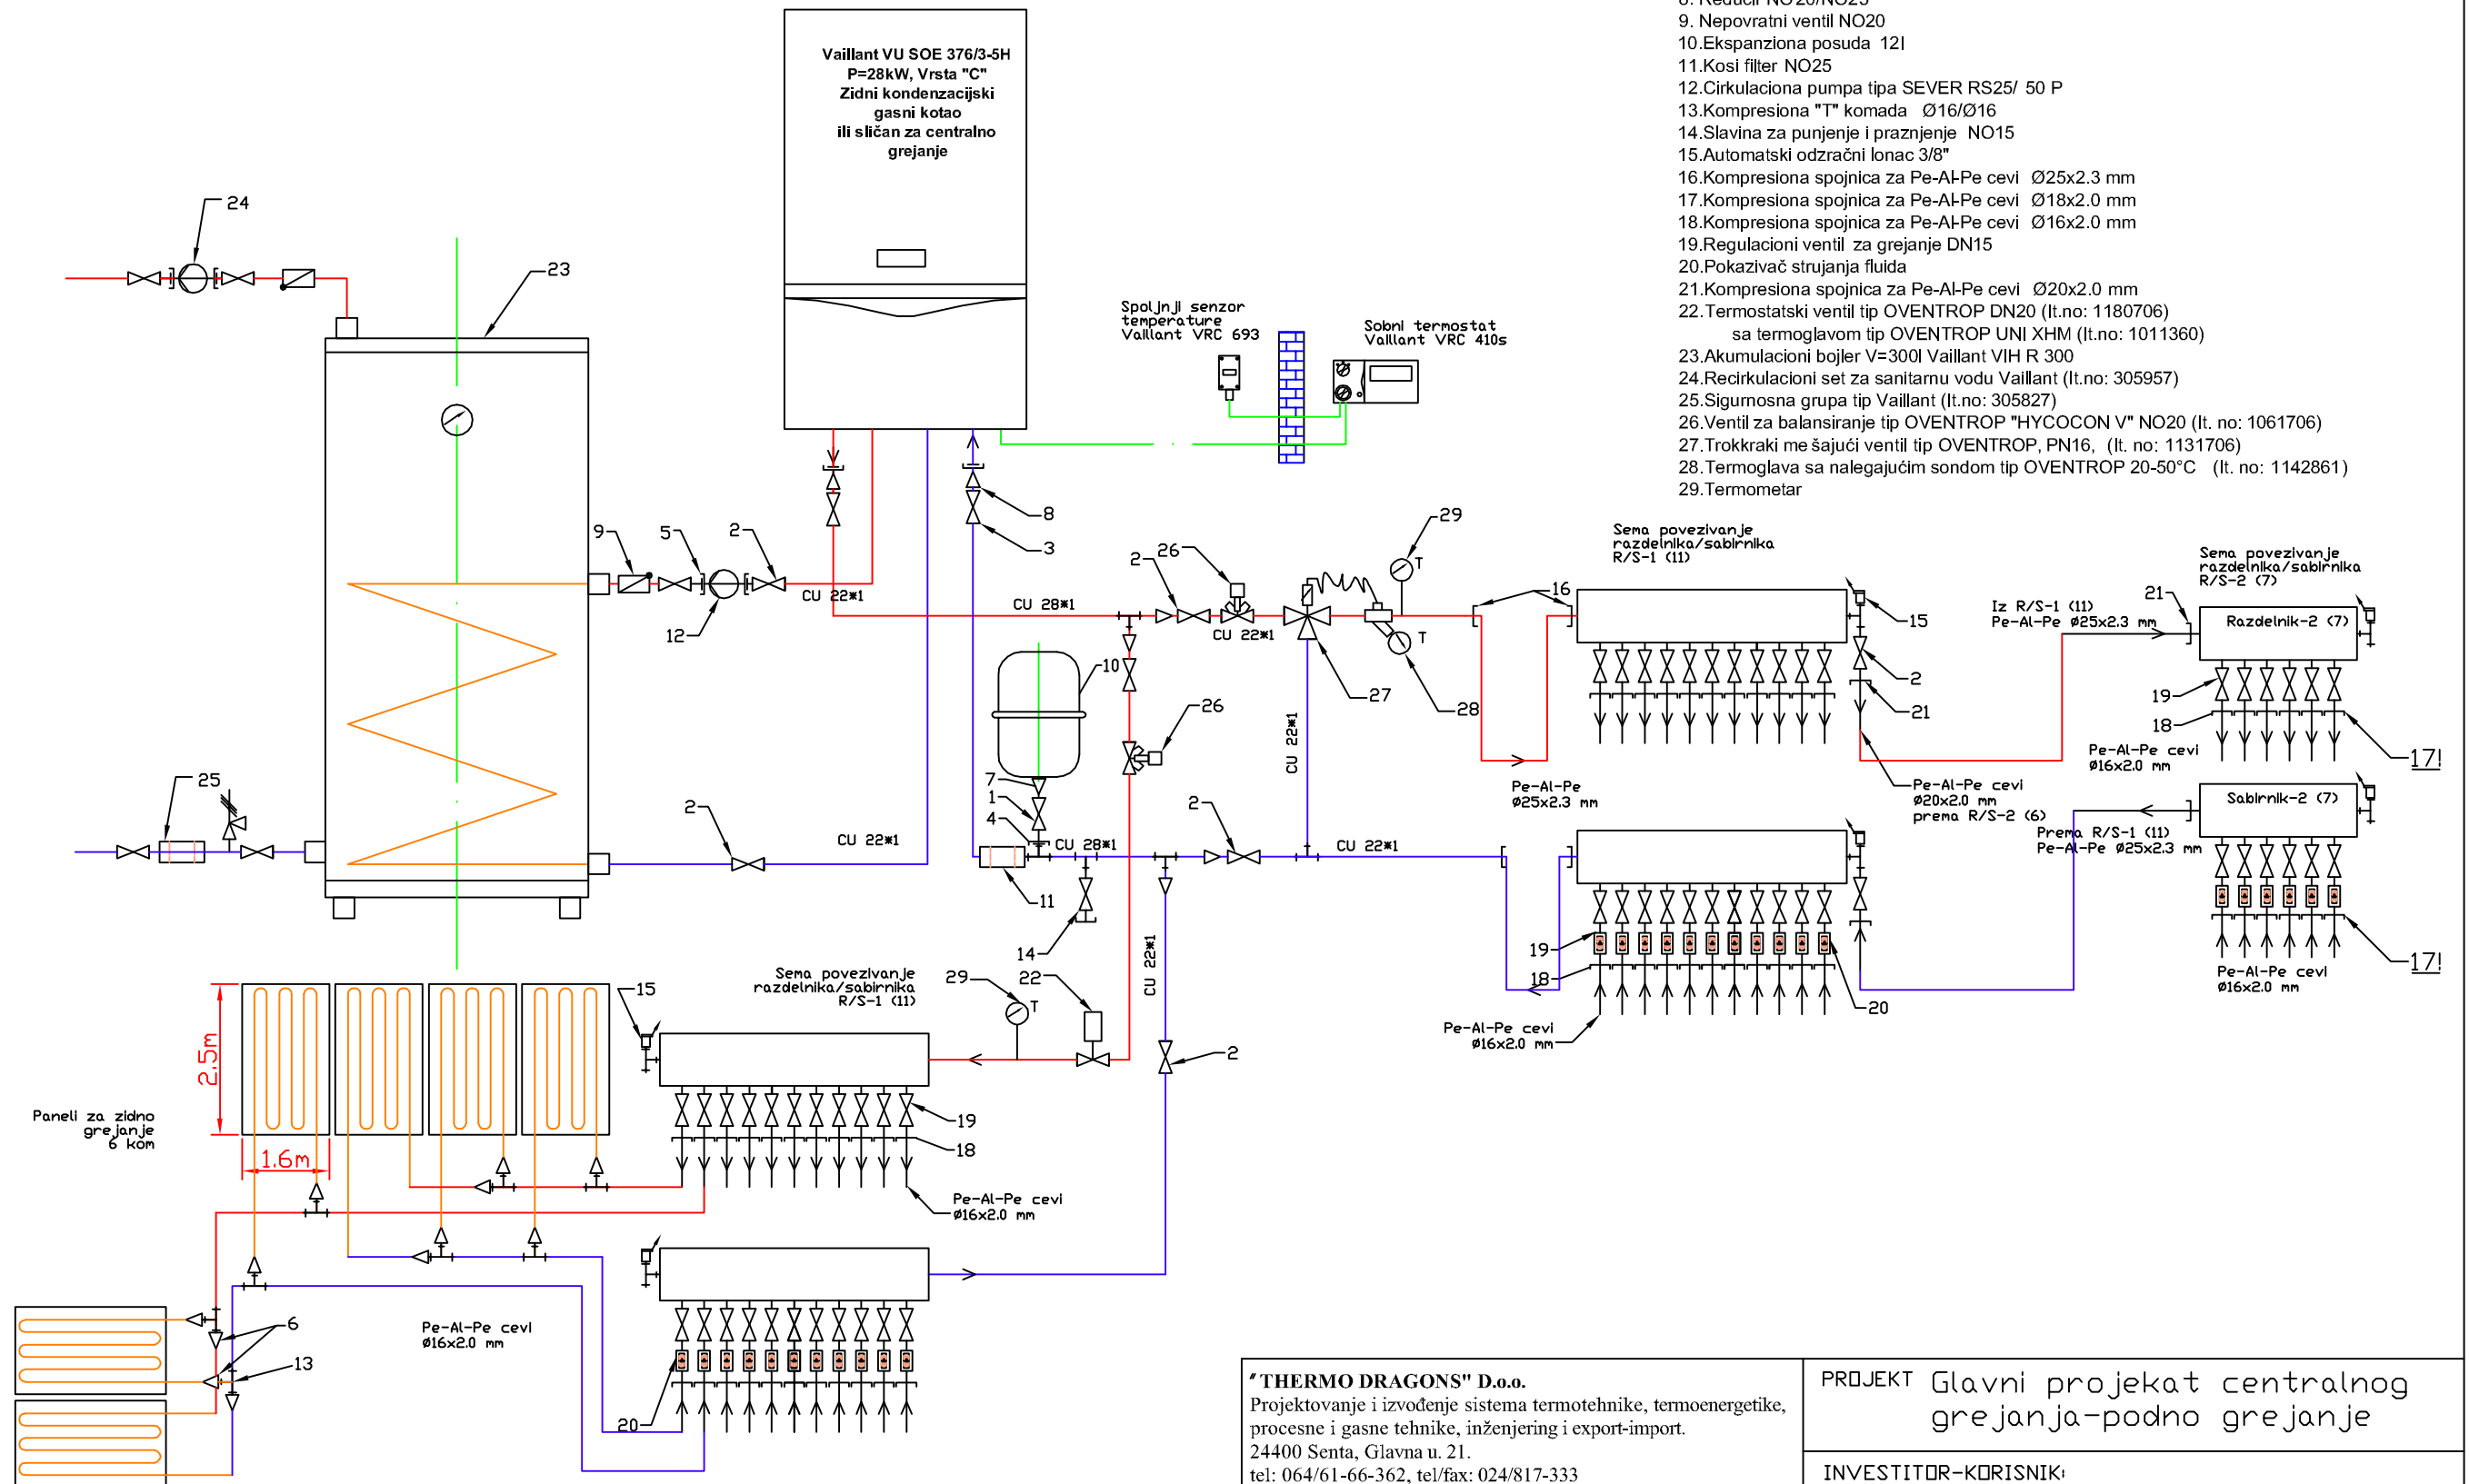 8. Reducir NO20/NO25
9. Nepovratni ventil NO20
10.Ekspanziona posuda 12l
11.Kosi filter NO25
12.Cirkulaciona pumpa tipa SEVER RS25/ 50 P
13.Kompresiona "T" komada Ø16/Ø16
14.Slavina za punjenje i praznjenje NO15
15.Automatski odzračni lonac 3/8"
16.Kompresiona spojnica za Pe-Al-Pe cevi Ø25x2.3 mm
17.Kompresiona spojnica za Pe-Al-Pe cevi Ø18x2.0 mm
18.Kompresiona spojnica za Pe-Al-Pe cevi Ø16x2.0 mm
19.Regulacioni ventil za grejanje DN15
20.Pokazivač strujanja fluida
21.Kompresiona spojnica za Pe-Al-Pe cevi Ø20x2.0 mm
22.Termostatski ventil tip OVENTROP DN20 (It.no: 1180706)
sa termoglavom tip OVENTROP UNI XHM (It.no: 1011360)
23.Akumulacioni bojler V=300l Vaillant VIH R 300
24.Recirkulacioni set za sanitarnu vodu Vaillant (It.no: 305957)
25.Sigurnosna grupa tip Vaillant (It.no: 305827)
26.Ventil za balansiranje tip OVENTROP "HYCOCON V" NO20 (It. no: 1061706)
27.Trokkraki me šajući ventil tip OVENTROP, PN16, (It. no: 1131706)
28.Termoglava sa nalegajućim sondom tip OVENTROP 20-50°C (It. no: 1142861)
29.Termometar
Vaillant VU SOE 376/3-5H
P=28kW, Vrsta "C"
Zidni kondenzacijski
gasni kotao
ili sličan za centralno
grejanje
24
23
Spoljnji senzor
temperature
Vaillant VRC 693
Sobni termostat
Vaillant VRC 410s
9
5
2
12
CU 22*1
8
3
CU 28*1
2
26
CU 22*1
29
T
T
27
28
16
Sema povezivanje
razdelnika/sabirnika
R/S-1 (11)
15
2
21
Iz R/S-1 (11)
Pe-Al-Pe Ø25x2.3 mm
21
Sema povezivanje
razdelnika/sabirnika
R/S-2 (7)
Razdelnik-2 (7)
19
18
Pe-Al-Pe cevi
Ø16x2.0 mm
17!
10
26
7
1
4
CU 28*1
CU 22*1
2
CU 22*1
Pe-Al-Pe
Ø25x2.3 mm
Pe-Al-Pe cevi
Ø20x2.0 mm
prema R/S-2 (6)
Prema R/S-1 (11)
Pe-Al-Pe Ø25x2.3 mm
Sabirnik-2 (7)
17!
Pe-Al-Pe cevi
Ø16x2.0 mm
25
2
CU 22*1
11
14
CU 22*1
2
19
18
20
Pe-Al-Pe cevi
Ø16x2.0 mm
Sema povezivanje
razdelnika/sabirnika
R/S-1 (11)
15
29
T
22
19
18
Pe-Al-Pe cevi
Ø16x2.0 mm
2.5m
1.6m
Paneli za zidno
grejanje
6 kom
6
13
Pe-Al-Pe cevi
Ø16x2.0 mm
20
"THERMO DRAGONS" D.o.o.
Projektovanje i izvođenje sistema termotehnike, termoenergetike,
procesne i gasne tehnike, inženjering i export-import.
24400 Senta, Glavna u. 21.
tel: 064/61-66-362, tel/fax: 024/817-333
PROJEKT Glavni projekat centralnog
grejanja-podno grejanje
INVESTITOR-KORISNIK: